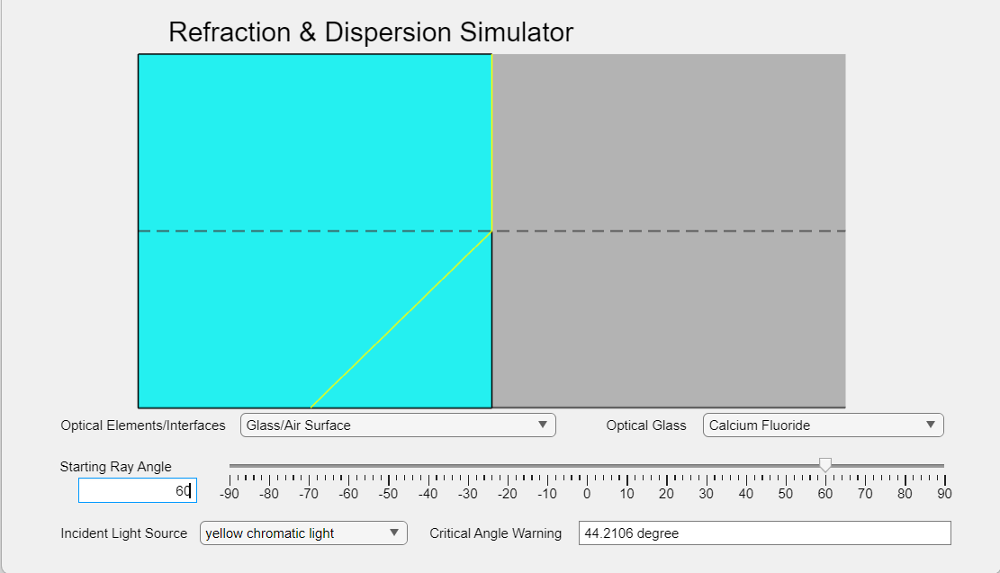 Refraction & Dispersion Simulator
Optical Elements/Interfaces Glass/Air Surface Optical Glass Calcium Fluoride
Starting Ray Angle
60
-90 -80 -70 -60 -50 -40 -30 -20 -10 0 10 20 30 40 50 60 70 80 90
Incident Light Source yellow chromatic light Critical Angle Warning 44.2106 degree